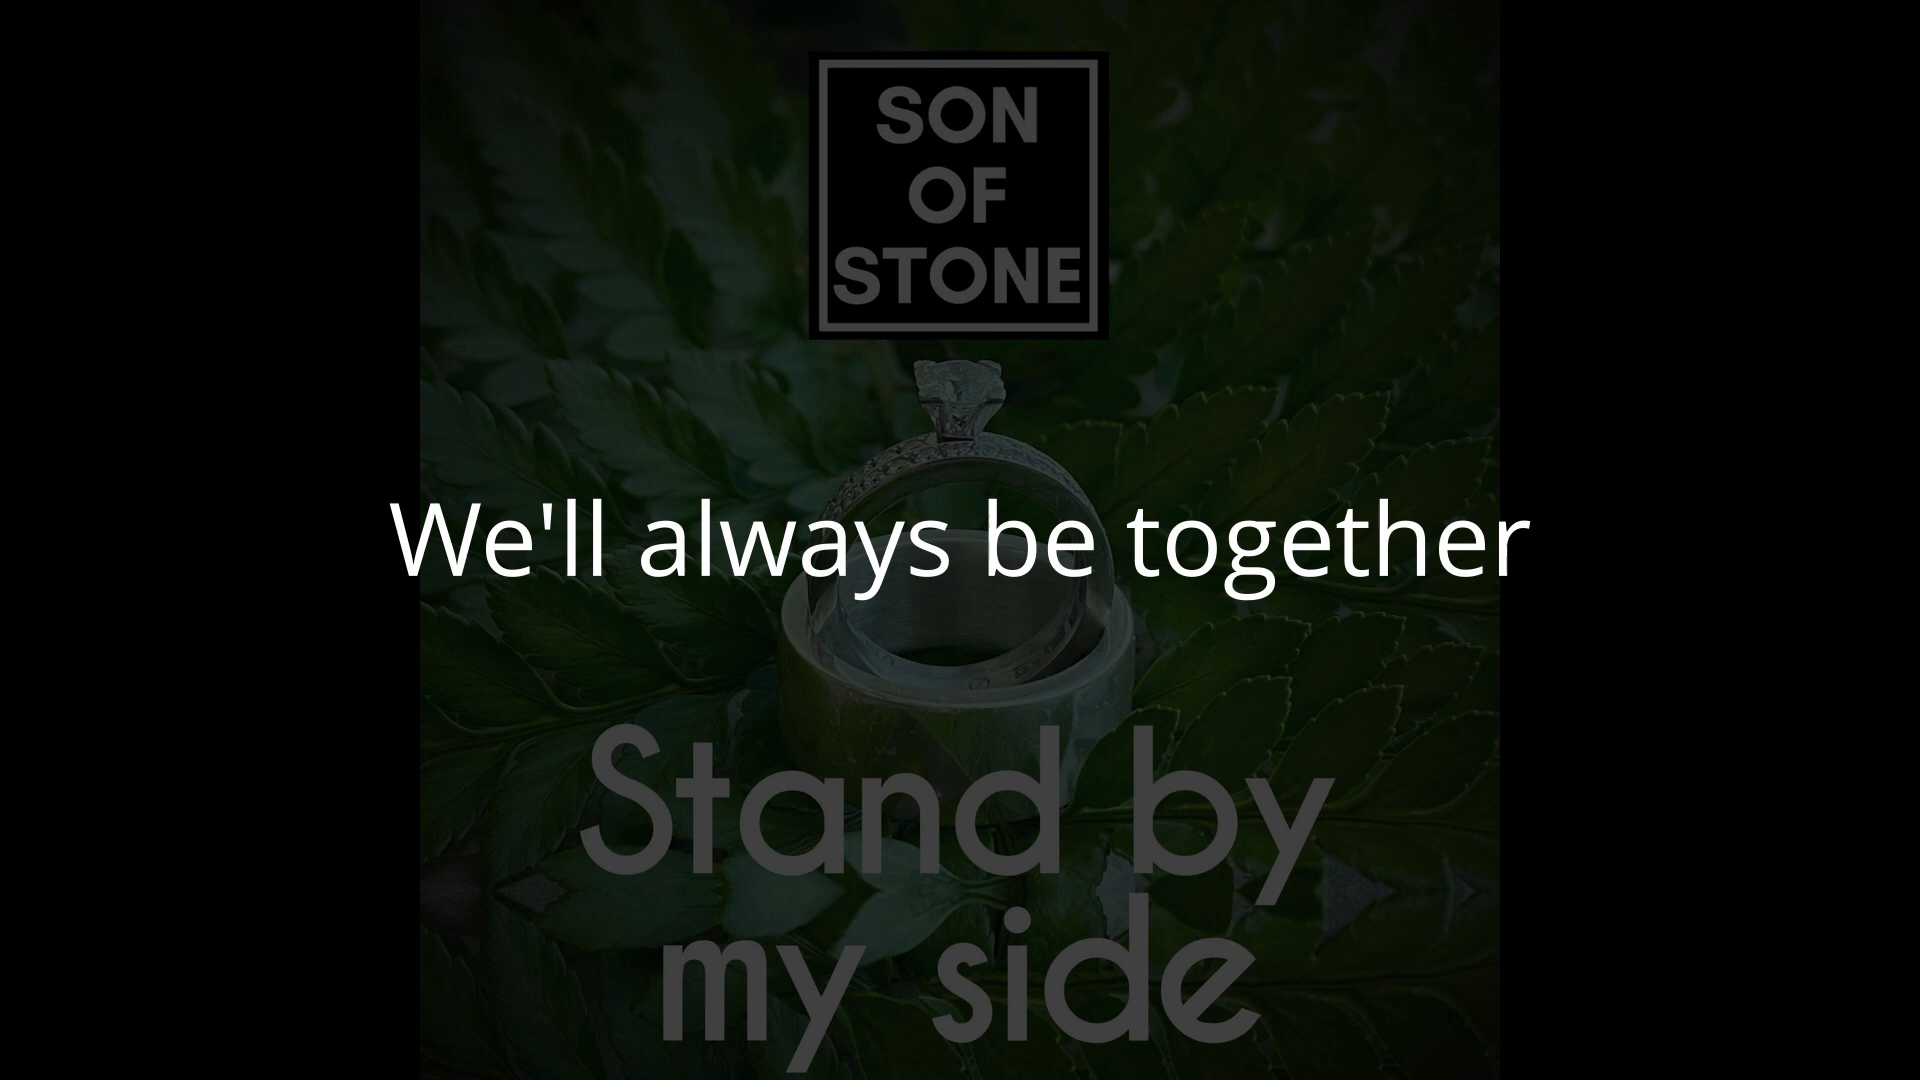 SON
OF
STONE
We'll always be together
Stand by
my side